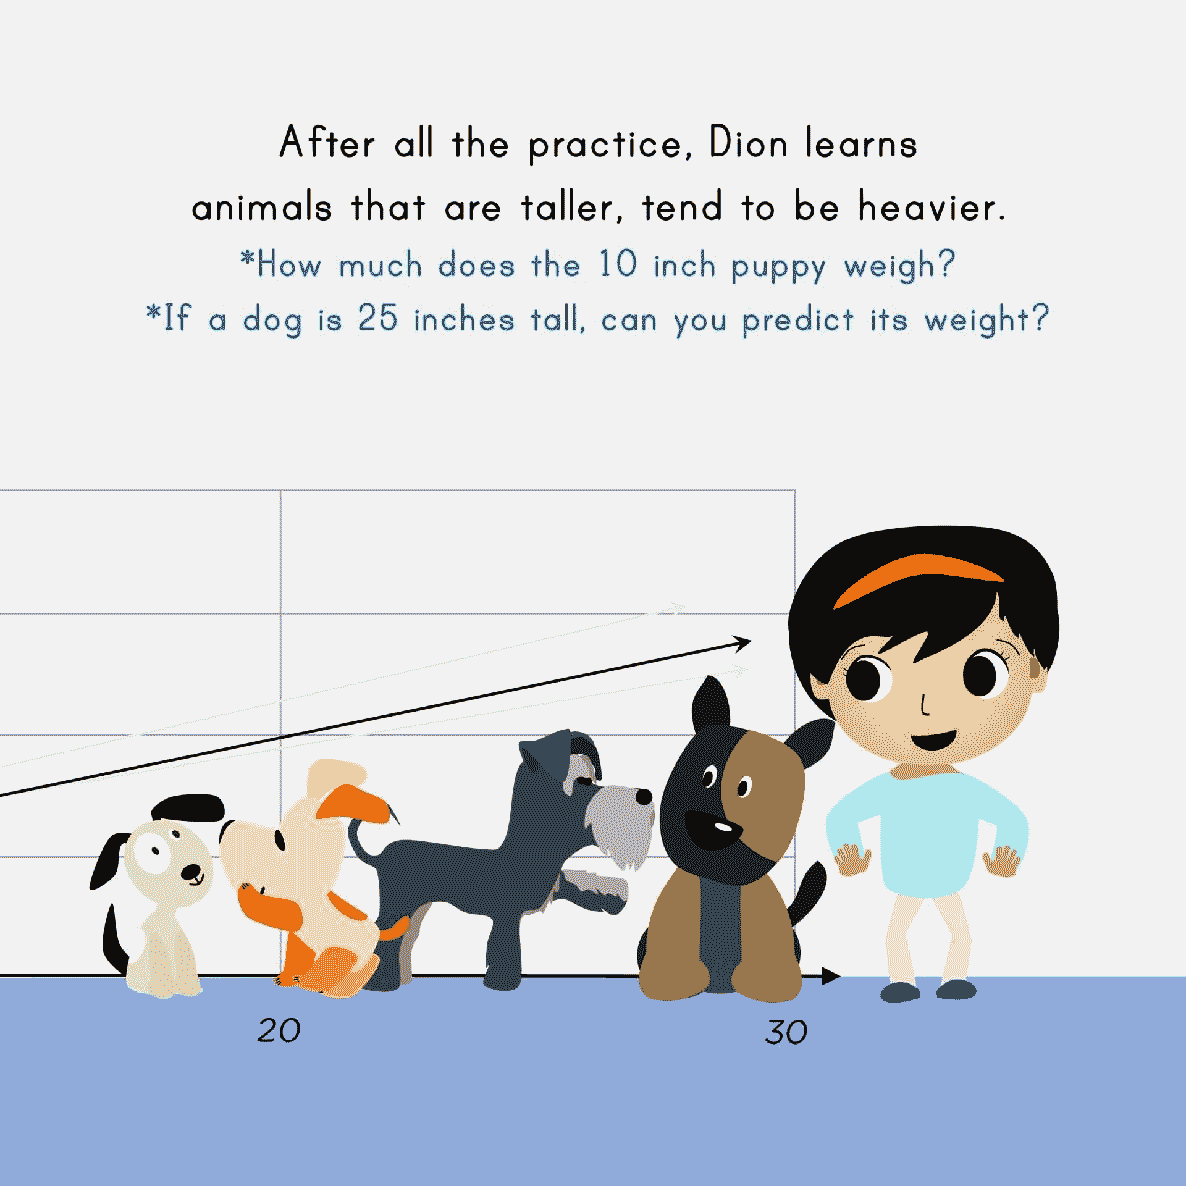 After all the practice, Dion learns
animals that are taller, tend to be heavier.
*How much does the 10 inch puppy weigh?
*If a dog is 25 inches tall, can you predict its weight?
20
30